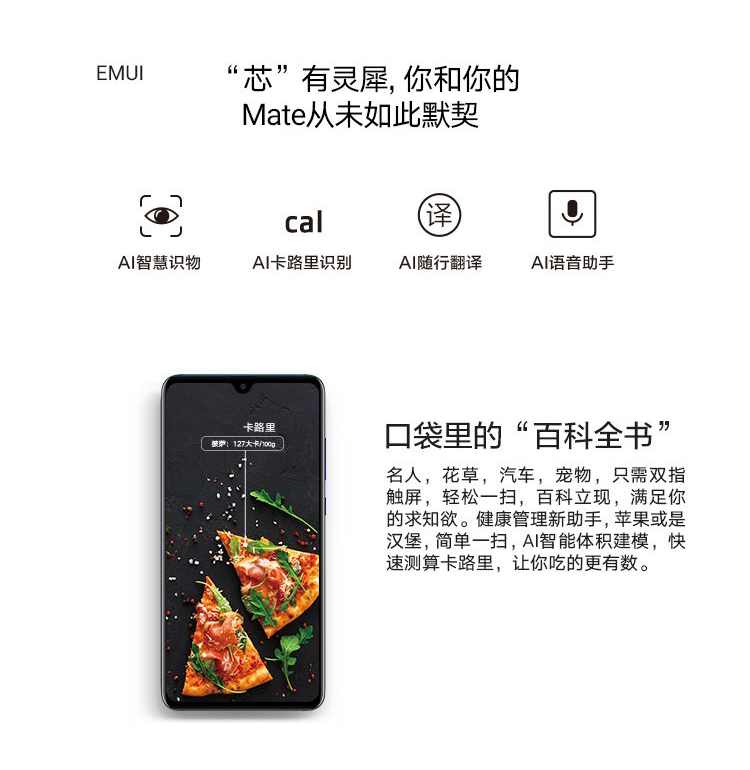 EMUI
“芯”有灵犀, 你和你的
Mate从未如此默契
cal
译
AI智慧识物
AI卡路里识别
AI随行翻译
AI语音助手
卡路里
披萨：127大卡/100g
口袋里的“百科全书”
名人，花草，汽车，宠物，只需双指
触屏，轻松一扫，百科立现，满足你
的求知欲。健康管理新助手，苹果或是
汉堡，简单一扫，AI智能体积建模，快
速测算卡路里，让你吃的更有数。